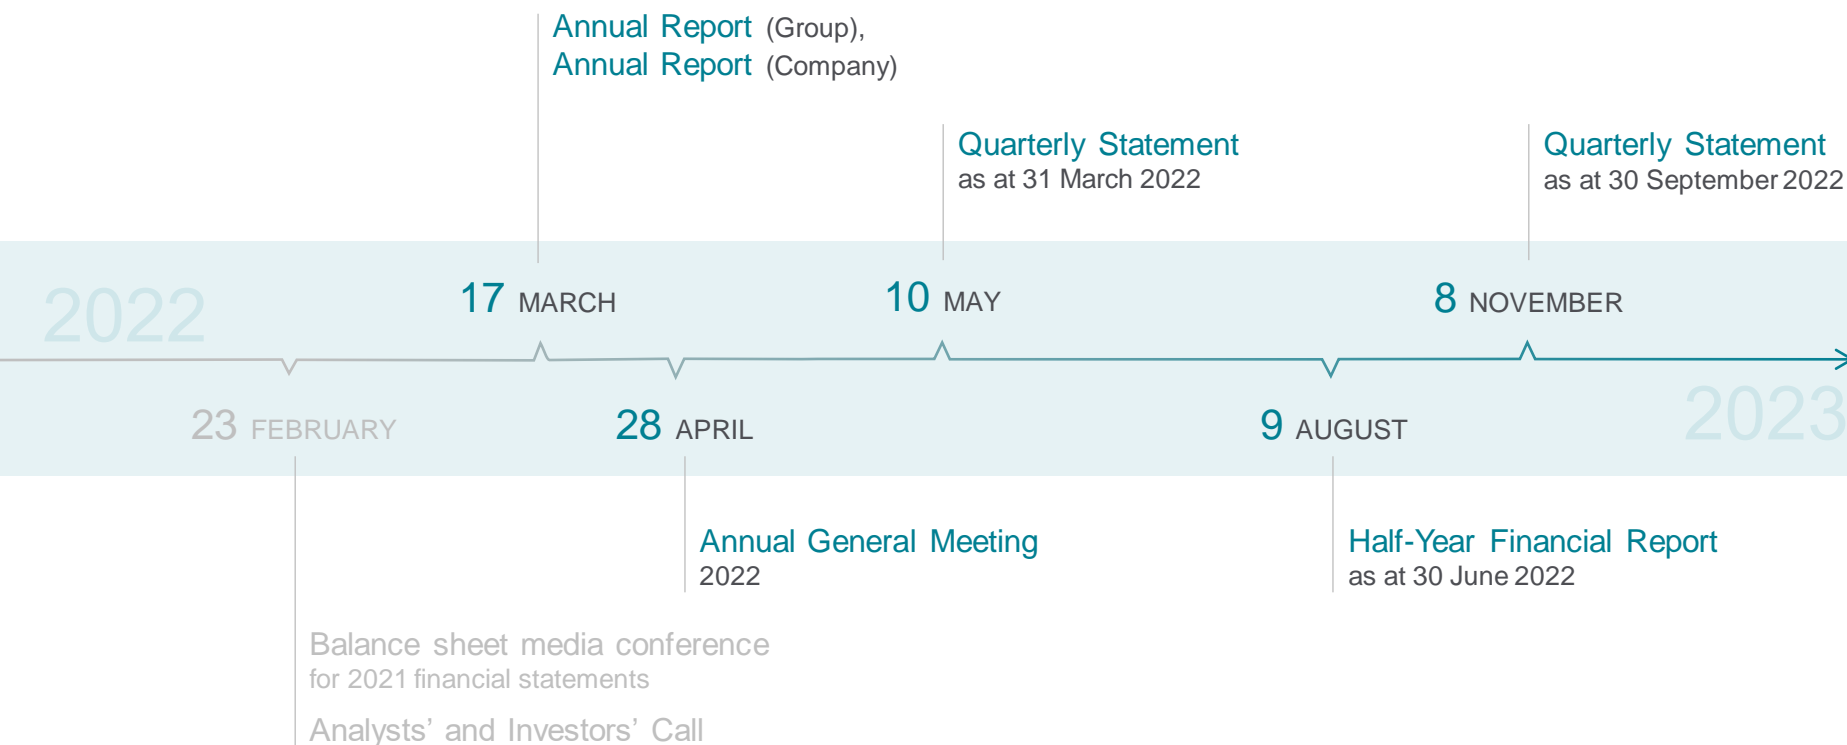 Annual Report (Group),
Annual Report (Company)
Quarterly Statement
as at 31 March 2022
Quarterly Statement
as at 30 September 2022
2022
17 MARCH
10 MAY
8 NOVEMBER
23 FEBRUARY
28 APRIL
9 AUGUST
2023
Annual General Meeting
2022
Half-Year Financial Report
as at 30 June 2022
Balance sheet media conference
for 2021 financial statements
Analysts’ and Investors’ Call